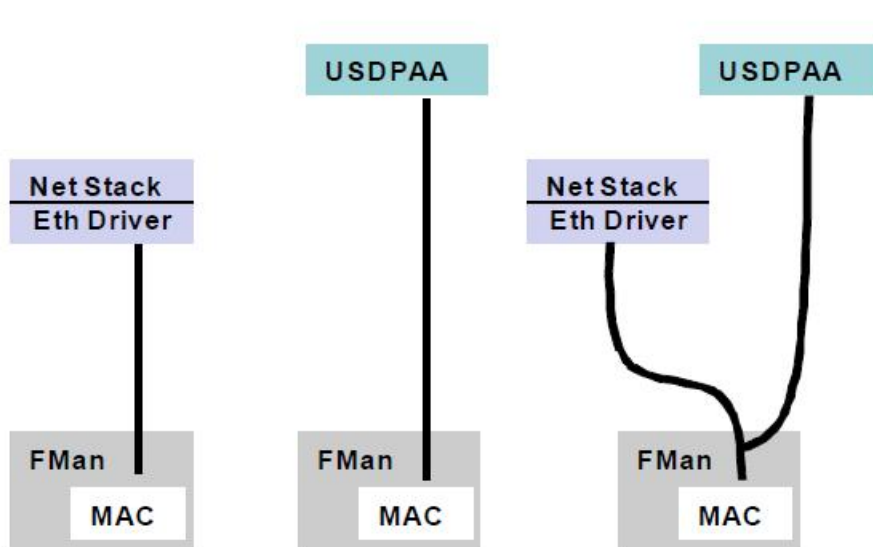 USDPAA
USDPAA
Net Stack
Eth Driver
Net Stack
Eth Driver
FMan
MAC
FMan
MAC
FMan
MAC